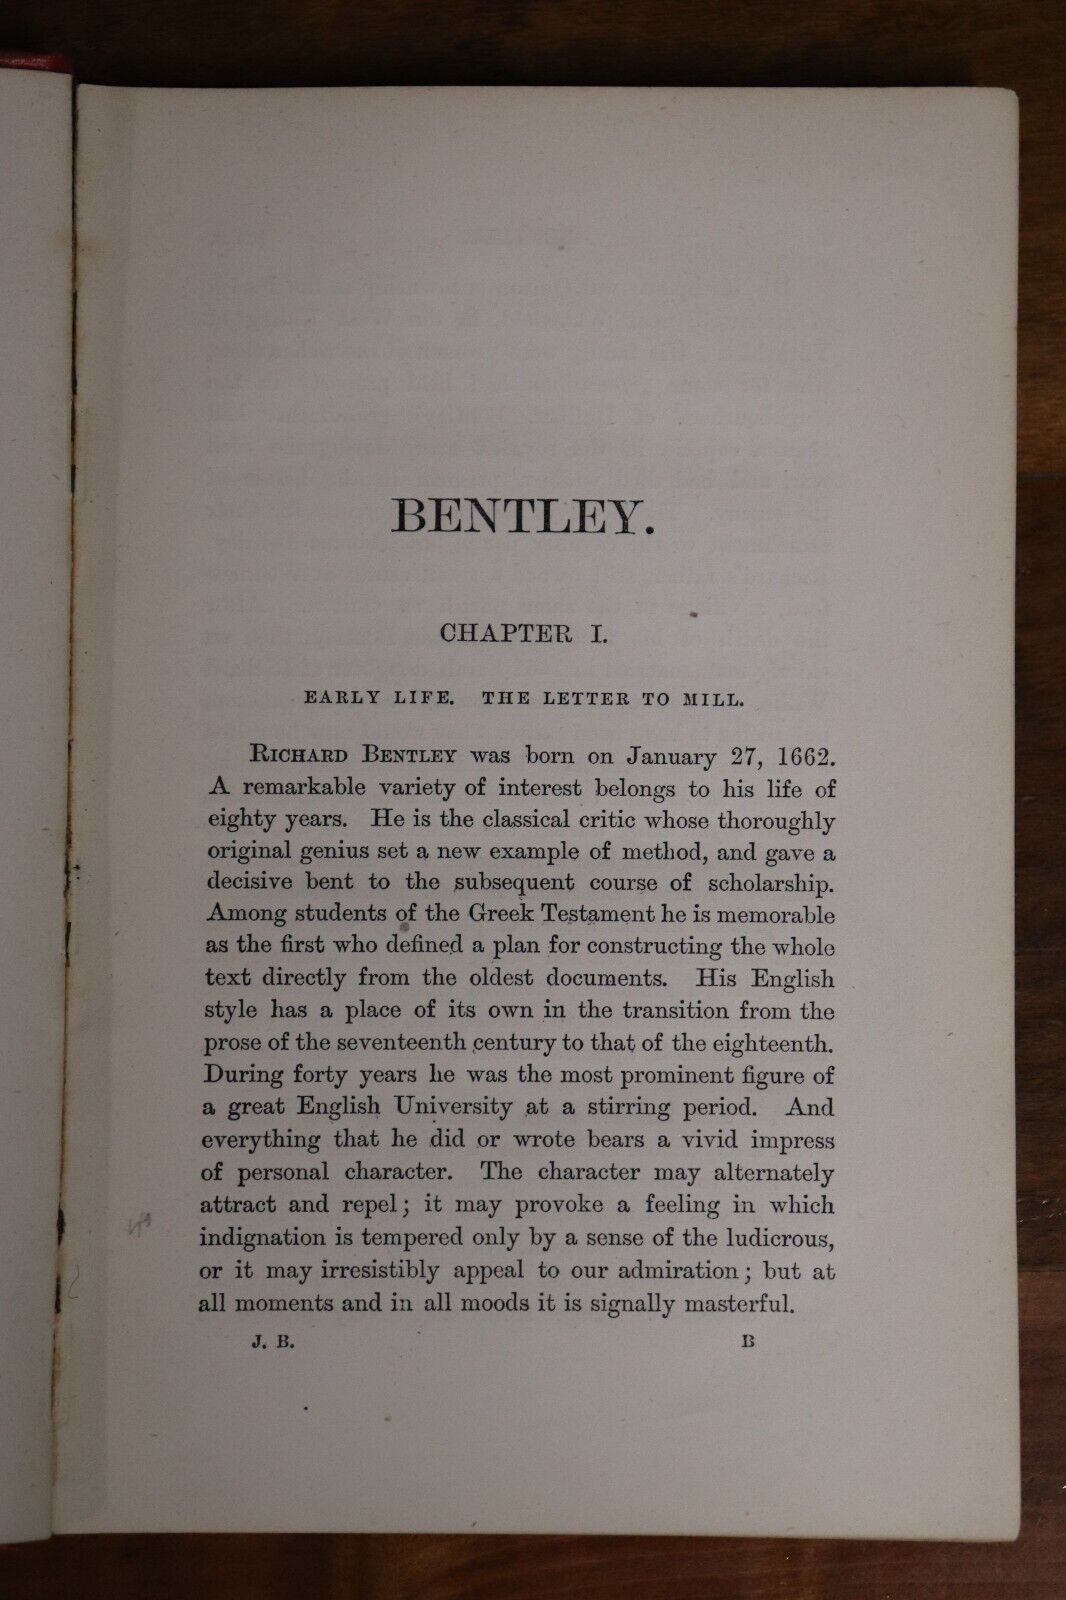 BENTLEY.
CHAPTER I.
EARLY LIFE. THE LETTER TO MILL.
RICHARD BENTLEY was born on January 27, 1662.
A remarkable variety of interest belongs to his life of
eighty years. He is the classical critic whose thoroughly
original genius set a new example of method, and gave a
decisive bent to the subsequent course of scholarship.
Among students of the Greek Testament he is memorable
as the first who defined a plan for constructing the whole
text directly from the oldest documents. His English
style has a place of its own in the transition from the
prose of the seventeenth century to that of the eighteenth.
During forty years he was the most prominent figure of
a great English University at a stirring period. And
everything that he did or wrote bears a vivid impress
of personal character. The character may alternately
attract and repel; it may provoke a feeling in which
indignation is tempered only by a sense of the ludicrous,
or it may irresistibly appeal to our admiration; but at
all moments and in all moods it is signally masterful.
J. B. B